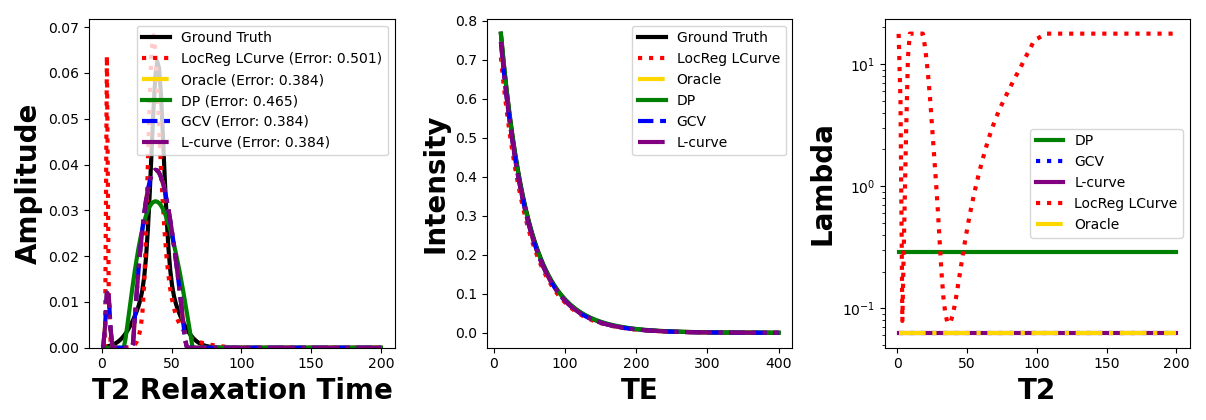 0.07
0.06
0.05
0.04
0.03
0.02
0.01
0.00
Amplitude
Ground Truth
LocReg LCurve (Error: 0.501)
Oracle (Error: 0.384)
DP (Error: 0.465)
GCV (Error: 0.384)
L-curve (Error: 0.384)
0 50 100 150 200
T2 Relaxation Time
0.8
0.7
0.6
0.5
0.4
0.3
0.2
0.1
0.0
Intensity
Ground Truth
LocReg LCurve
Oracle
DP
GCV
L-curve
0 100 200 300 400
TE
10¹
10⁰
10⁻¹
Lambda
DP
GCV
L-curve
LocReg LCurve
Oracle
0 50 100 150 200
T2